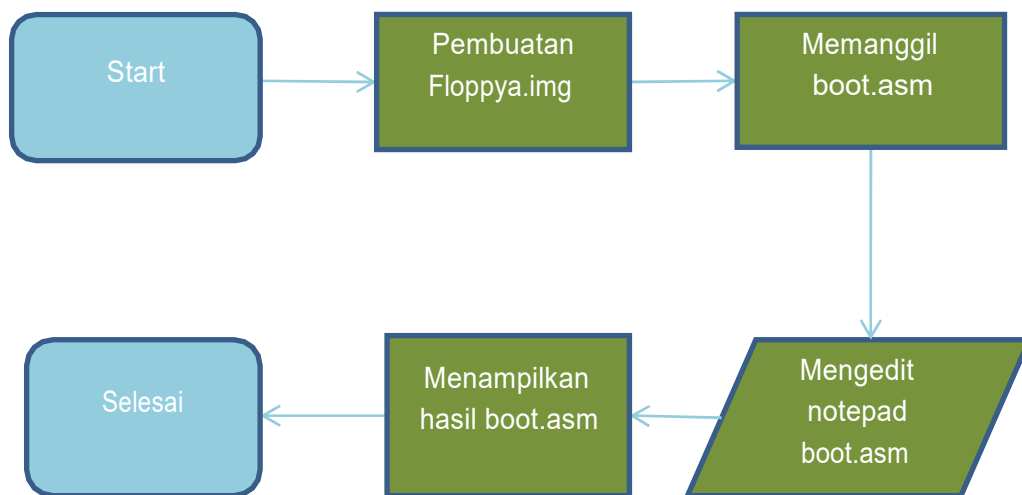 Start
Pembuatan
Floppya.img
Memanggil
boot.asm
Mengedit
notepad
boot.asm
Menampilkan
hasil boot.asm
Selesai